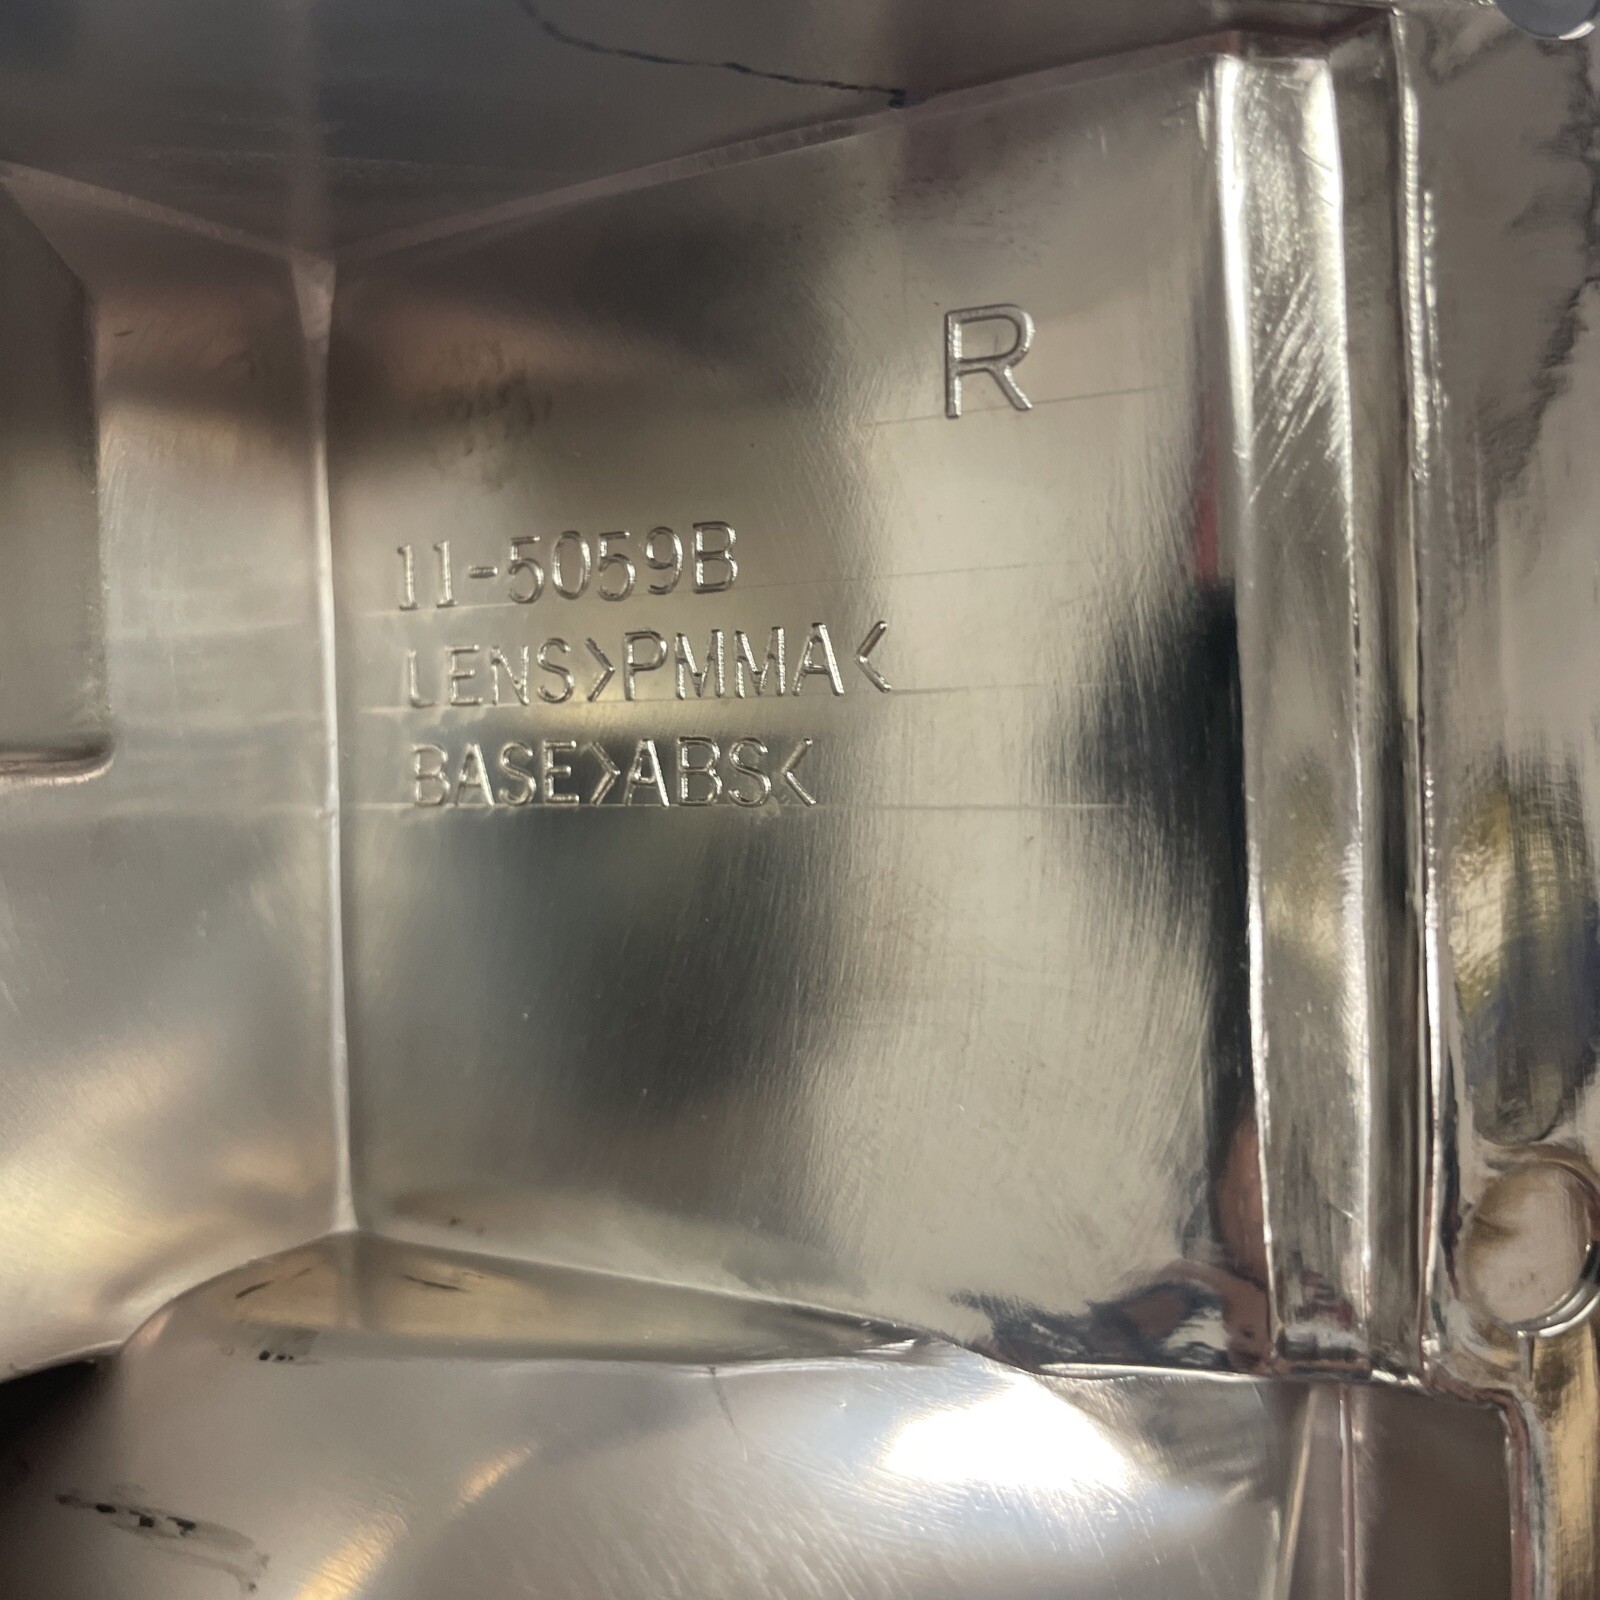 R
11-5059B
LENS>PMMA<
BASE>ABS<